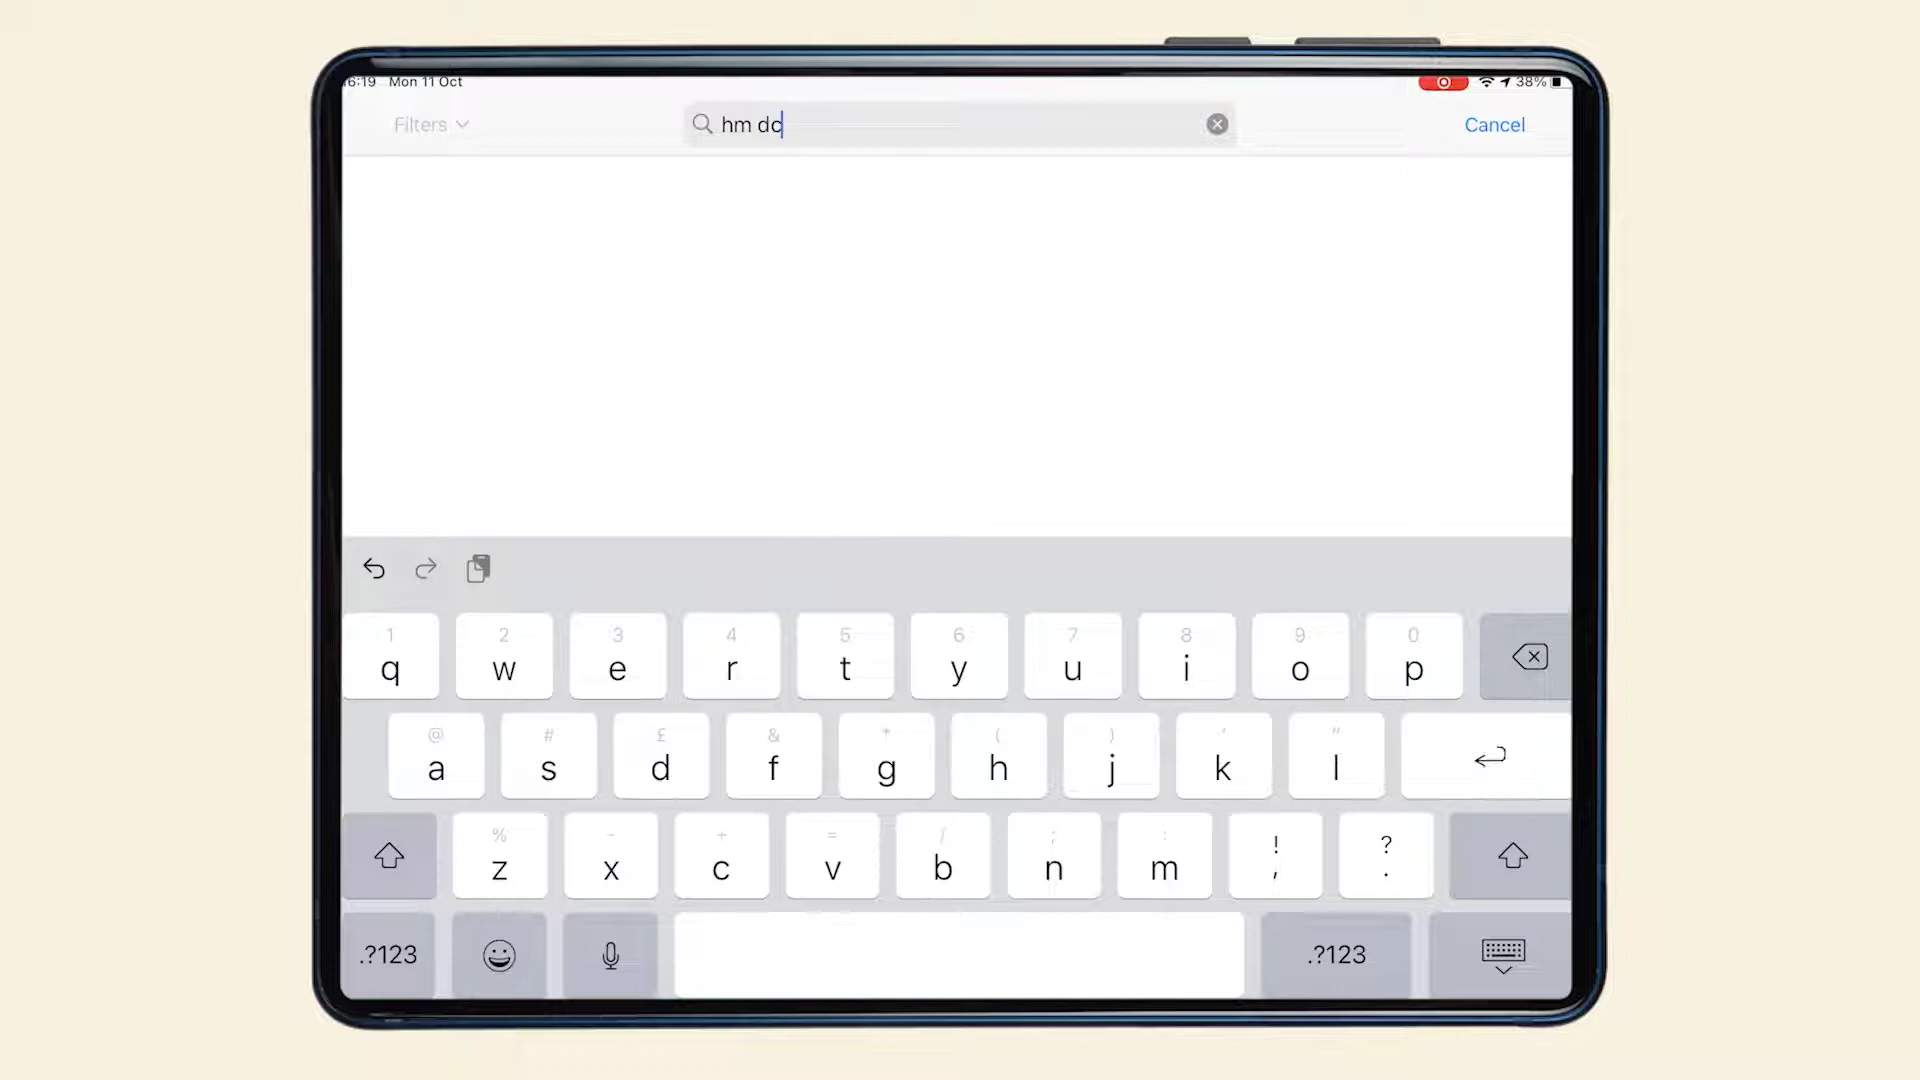 6:19 Mon 11 Oct 38%
Filters hm dc Cancel
1 2 3 4 5 6 7 8 9 0
q w e r t y u i o p
@ # £ & * ( ) ' "
a s d f g h j k l
% - + = / ; : ! ?
z x c v b n m , .
.?123 .?123